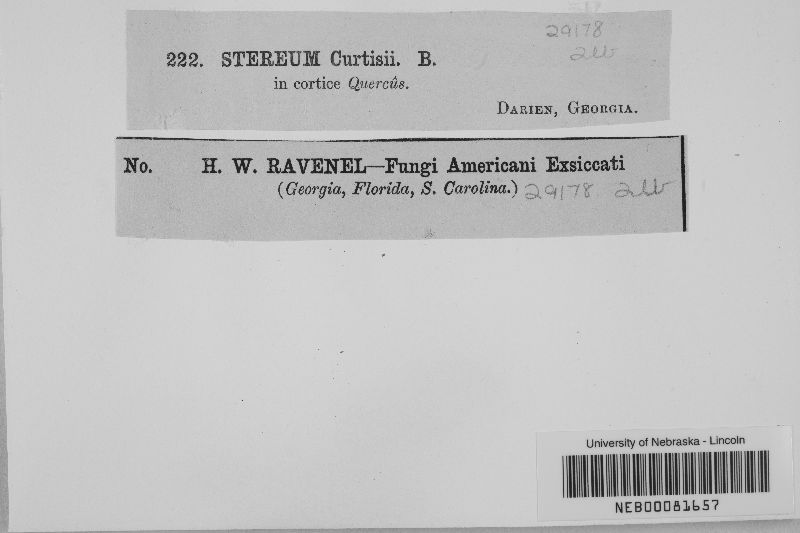 29178
222. STEREUM Curtisii. B.
in cortice Quercûs.
DARIEN, GEORGIA.
No. H. W. RAVENEL—Fungi Americani Exsiccati
(Georgia, Florida, S. Carolina.) 29178
University of Nebraska - Lincoln
NEB00081657